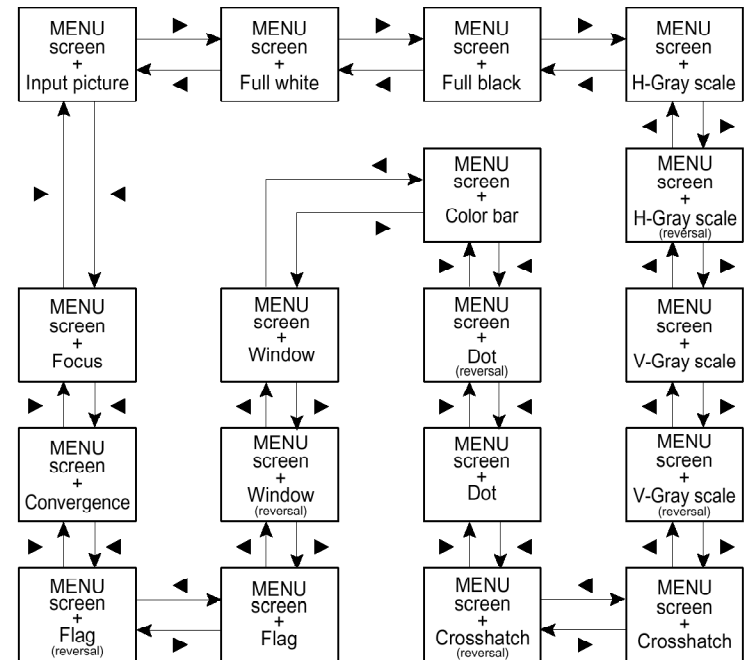 MENU
screen
+
Input picture
MENU
screen
+
Full white
MENU
screen
+
Full black
MENU
screen
+
H-Gray scale
MENU
screen
+
Color bar
MENU
screen
+
H-Gray scale
(reversal)
MENU
screen
+
Focus
MENU
screen
+
Window
MENU
screen
+
Dot
(reversal)
MENU
screen
+
V-Gray scale
MENU
screen
+
Convergence
MENU
screen
+
Window
(reversal)
MENU
screen
+
Dot
MENU
screen
+
V-Gray scale
(reversal)
MENU
screen
+
Flag
(reversal)
MENU
screen
+
Flag
MENU
screen
+
Crosshatch
(reversal)
MENU
screen
+
Crosshatch